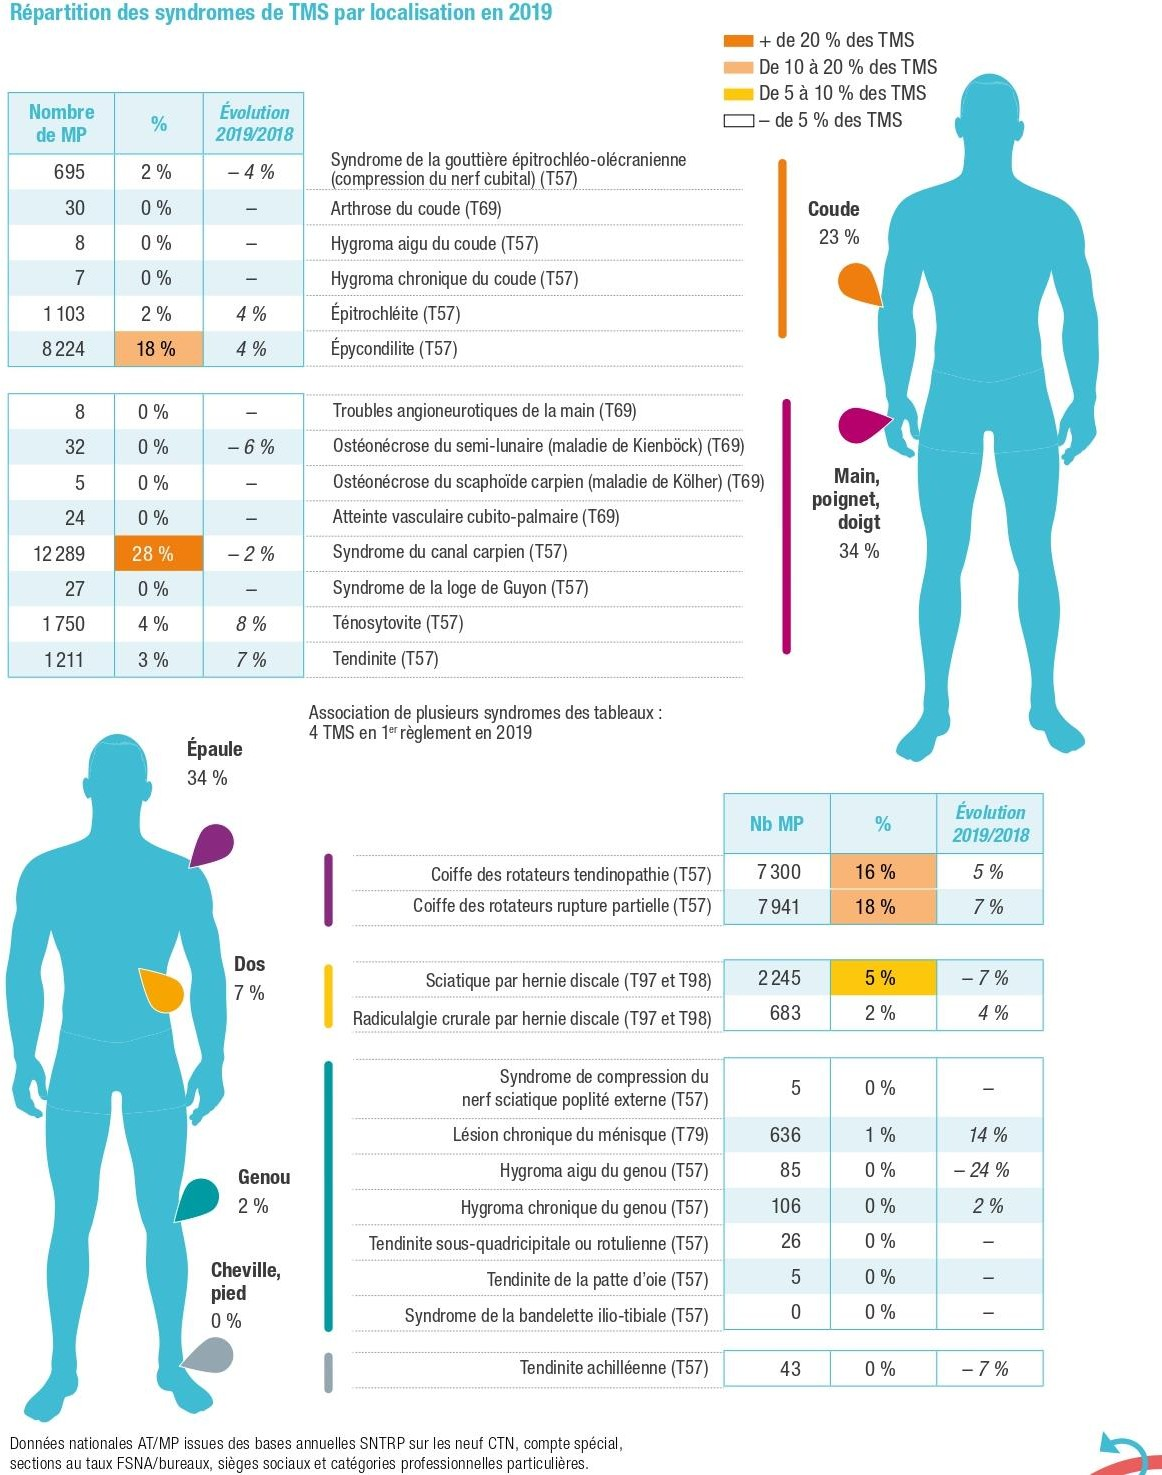 Répartition des syndromes de TMS par localisation en 2019
+ de 20 % des TMS
De 10 à 20 % des TMS
De 5 à 10 % des TMS
– de 5 % des TMS
Nombre
de MP
%
Évolution
2019/2018
695 2 % – 4 % Syndrome de la gouttière épitrochléo-olécranienne
(compression du nerf cubital) (T57)
30 0 % – Arthrose du coude (T69)
8 0 % – Hygroma aigu du coude (T57)
7 0 % – Hygroma chronique du coude (T57)
1 103 2 % 4 % Épitrochléite (T57)
8 224 18 % 4 % Épycondilite (T57)
Coude
23 %
8 0 % – Troubles angioneurotiques de la main (T69)
32 0 % – 6 % Ostéonécrose du semi-lunaire (maladie de Kienböck) (T69)
5 0 % – Ostéonécrose du scaphoïde carpien (maladie de Kölher) (T69)
24 0 % – Atteinte vasculaire cubito-palmaire (T69)
12 289 28 % – 2 % Syndrome du canal carpien (T57)
27 0 % – Syndrome de la loge de Guyon (T57)
1 750 4 % 8 % Ténosytovite (T57)
1 211 3 % 7 % Tendinite (T57)
Main,
poignet,
doigt
34 %
Association de plusieurs syndromes des tableaux :
4 TMS en 1er règlement en 2019
Épaule
34 %
Nb MP
%
Évolution
2019/2018
Coiffe des rotateurs tendinopathie (T57) 7 300 16 % 5 %
Coiffe des rotateurs rupture partielle (T57) 7 941 18 % 7 %
Dos
7 %
Sciatique par hernie discale (T97 et T98) 2 245 5 % – 7 %
Radiculalgie crurale par hernie discale (T97 et T98) 683 2 % 4 %
Genou
2 %
Syndrome de compression du
nerf sciatique poplité externe (T57) 5 0 % –
Lésion chronique du ménisque (T79) 636 1 % 14 %
Hygroma aigu du genou (T57) 85 0 % – 24 %
Hygroma chronique du genou (T57) 106 0 % 2 %
Tendinite sous-quadricipitale ou rotulienne (T57) 26 0 % –
Tendinite de la patte d’oie (T57) 5 0 % –
Syndrome de la bandelette ilio-tibiale (T57) 0 0 % –
Cheville,
pied
0 %
Tendinite achilléenne (T57) 43 0 % – 7 %
Données nationales AT/MP issues des bases annuelles SNTRP sur les neuf CTN, compte spécial,
sections au taux FSNA/bureaux, sièges sociaux et catégories professionnelles particulières.